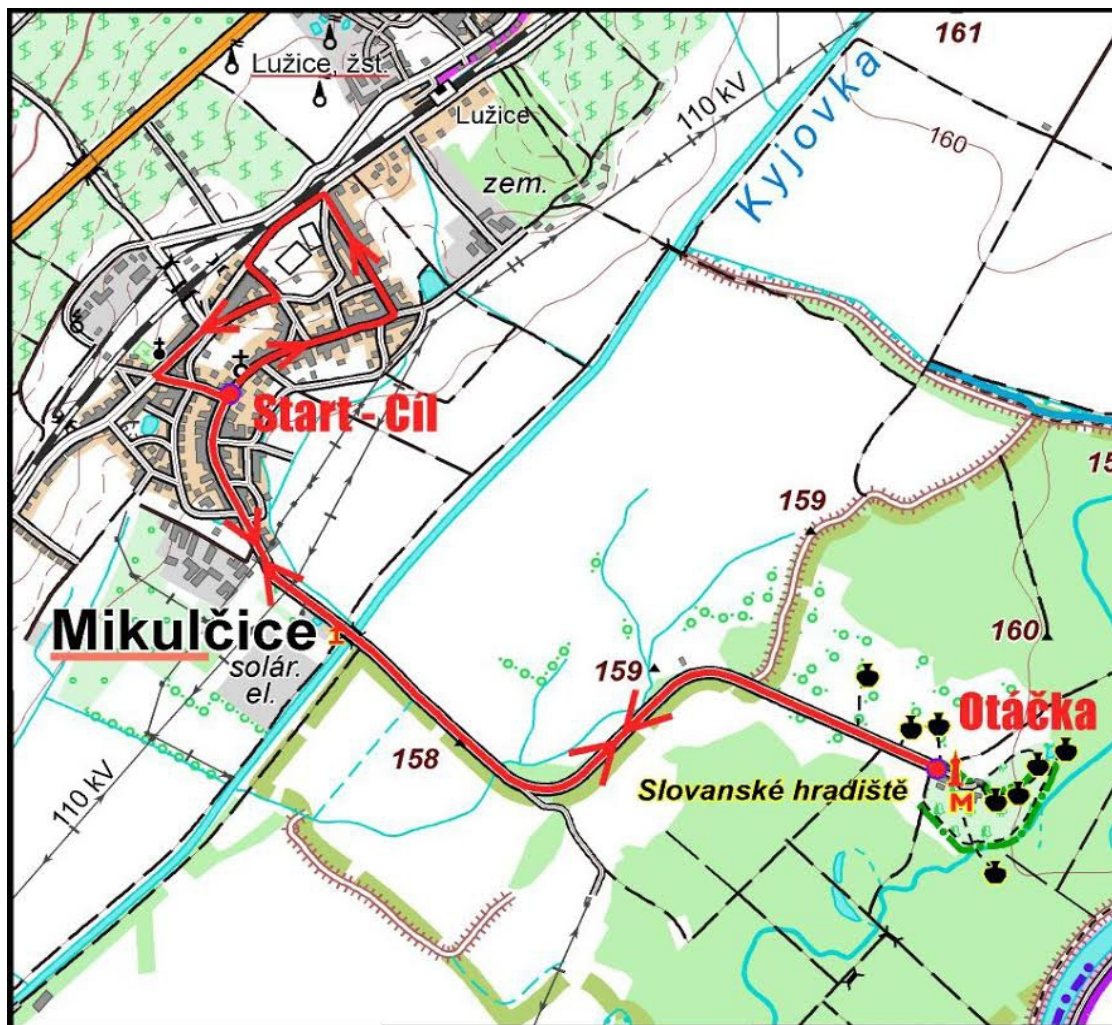 161
Lužice, žst.
Lužice
110 kV
Kyjovka
160
zem.
Start - Cíl
159
15
Mikulčice
solár.
el.
159
160
158
Otáčka
Slovanské hradiště
M
110 kV